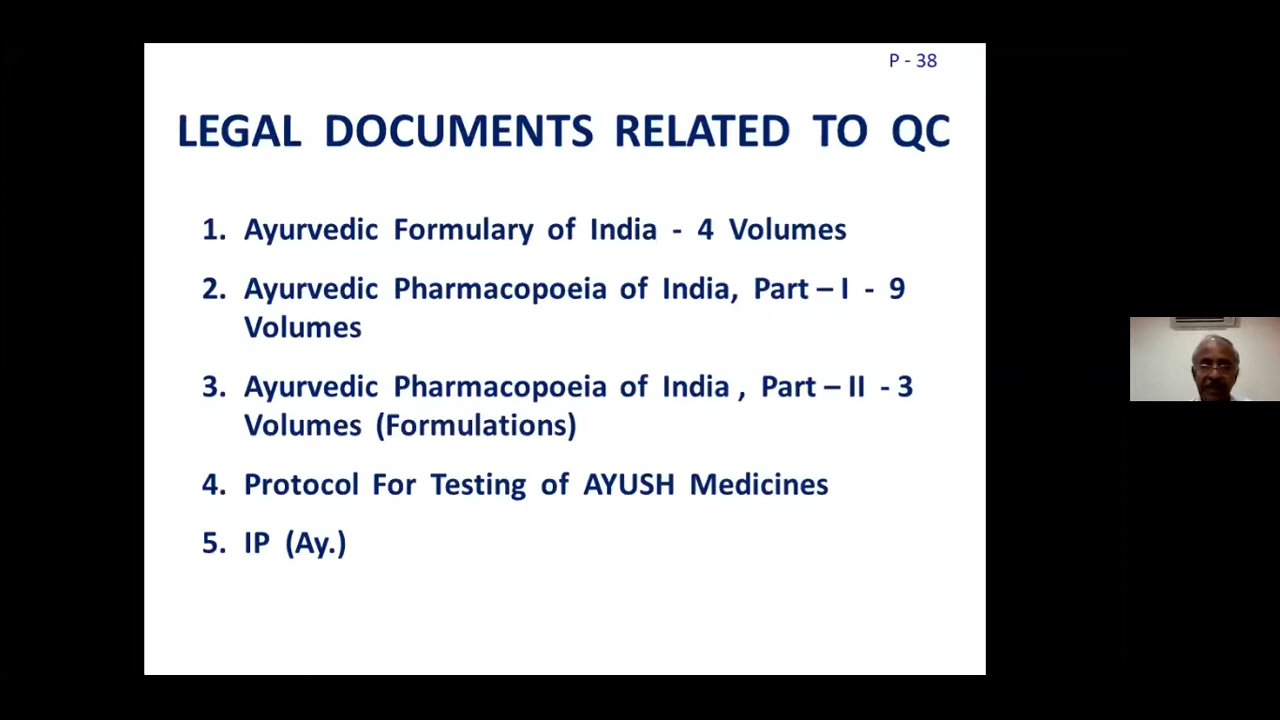 P - 38
LEGAL DOCUMENTS RELATED TO QC
1. Ayurvedic Formulary of India - 4 Volumes
2. Ayurvedic Pharmacopoeia of India, Part – I - 9
Volumes
3. Ayurvedic Pharmacopoeia of India , Part – II - 3
Volumes (Formulations)
4. Protocol For Testing of AYUSH Medicines
5. IP (Ay.)